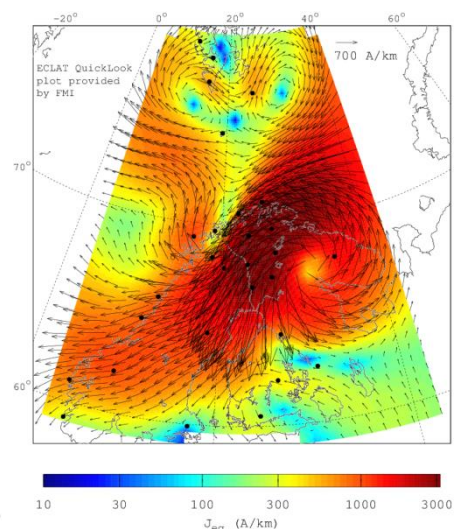 -20° 0° 20° 40° 60°
ECLAT QuickLook
plot provided
by FMI
700 A/km
70°
60°
10 30 100 300 1000 3000
J_eq (A/km)